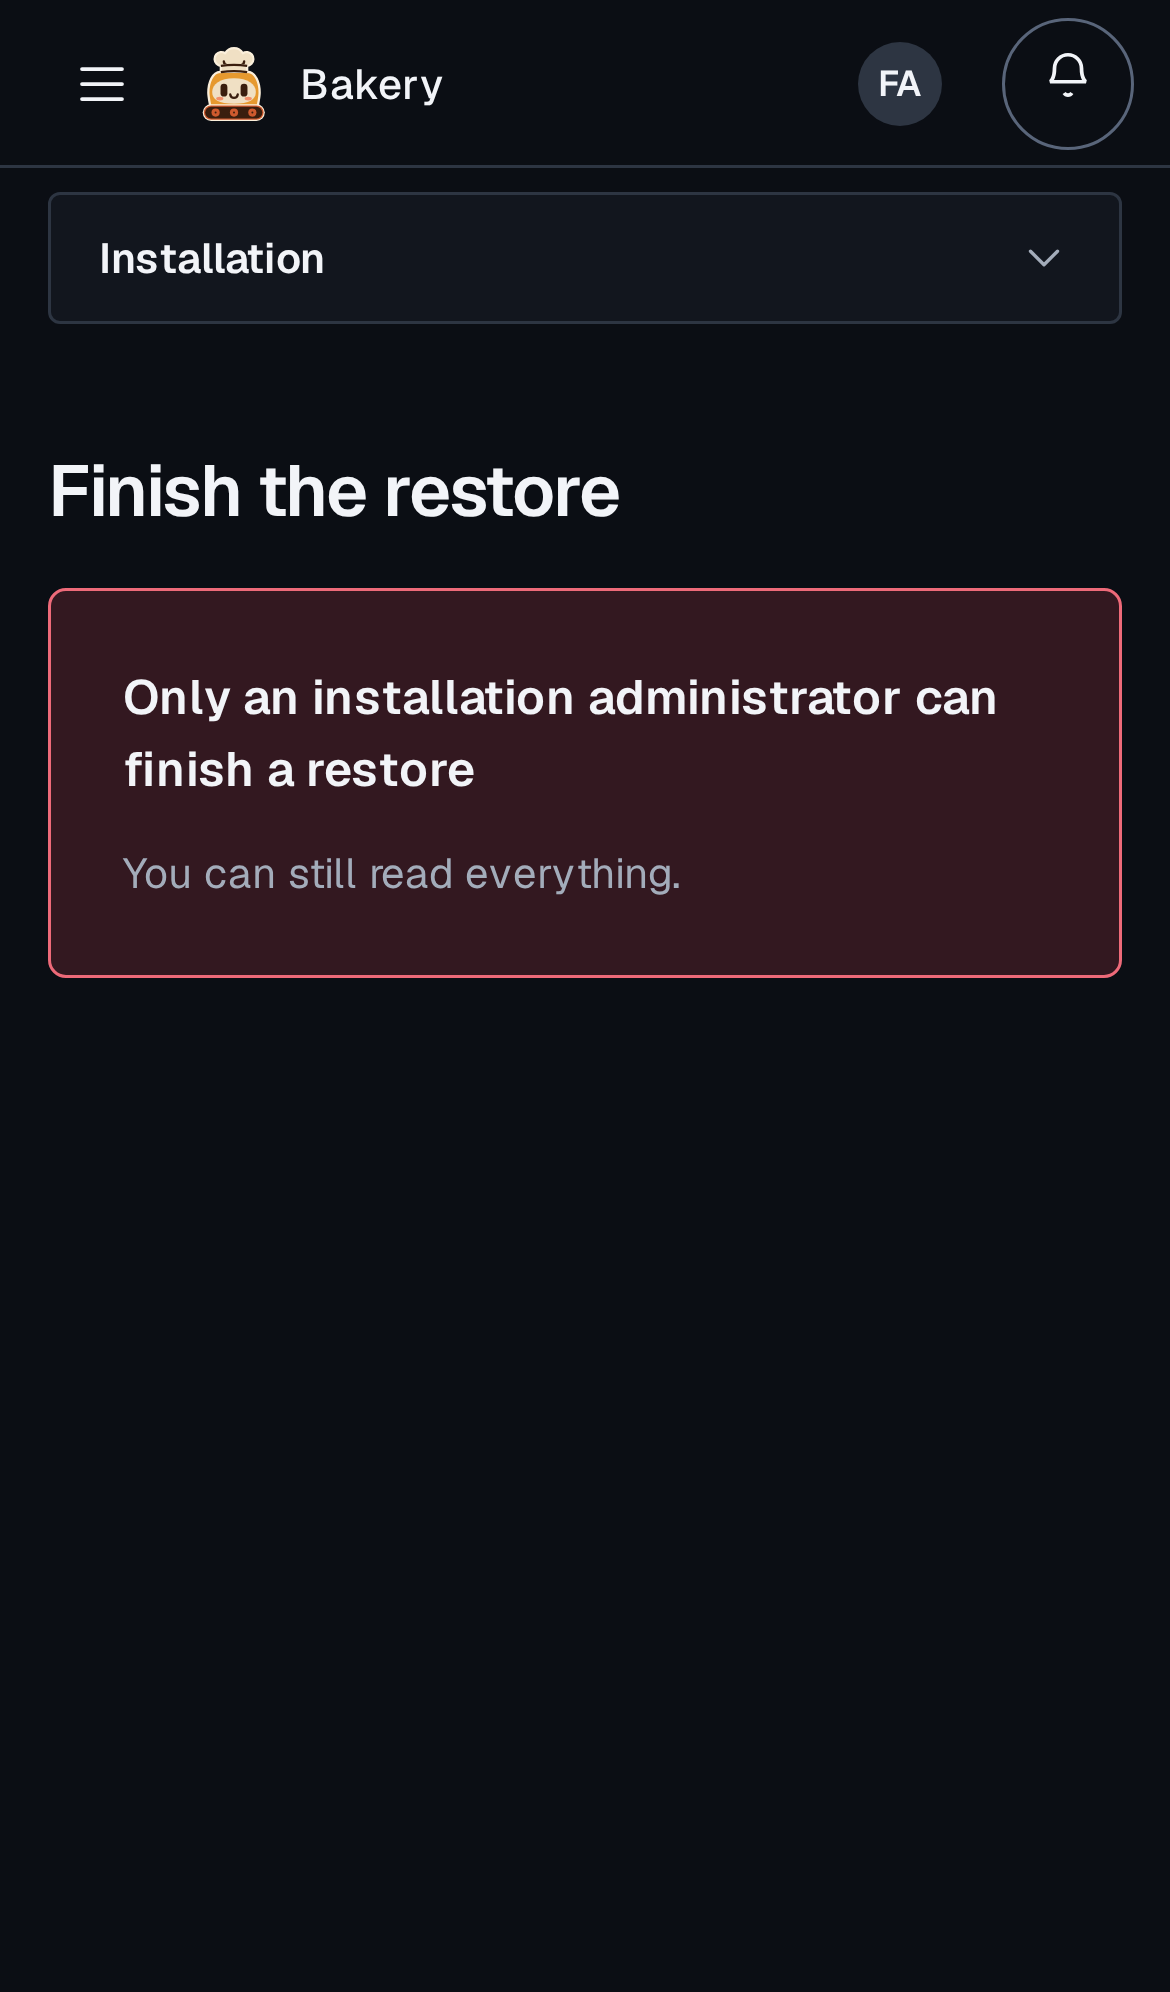 Bakery
FA
Installation
Finish the restore
Only an installation administrator can
finish a restore
You can still read everything.